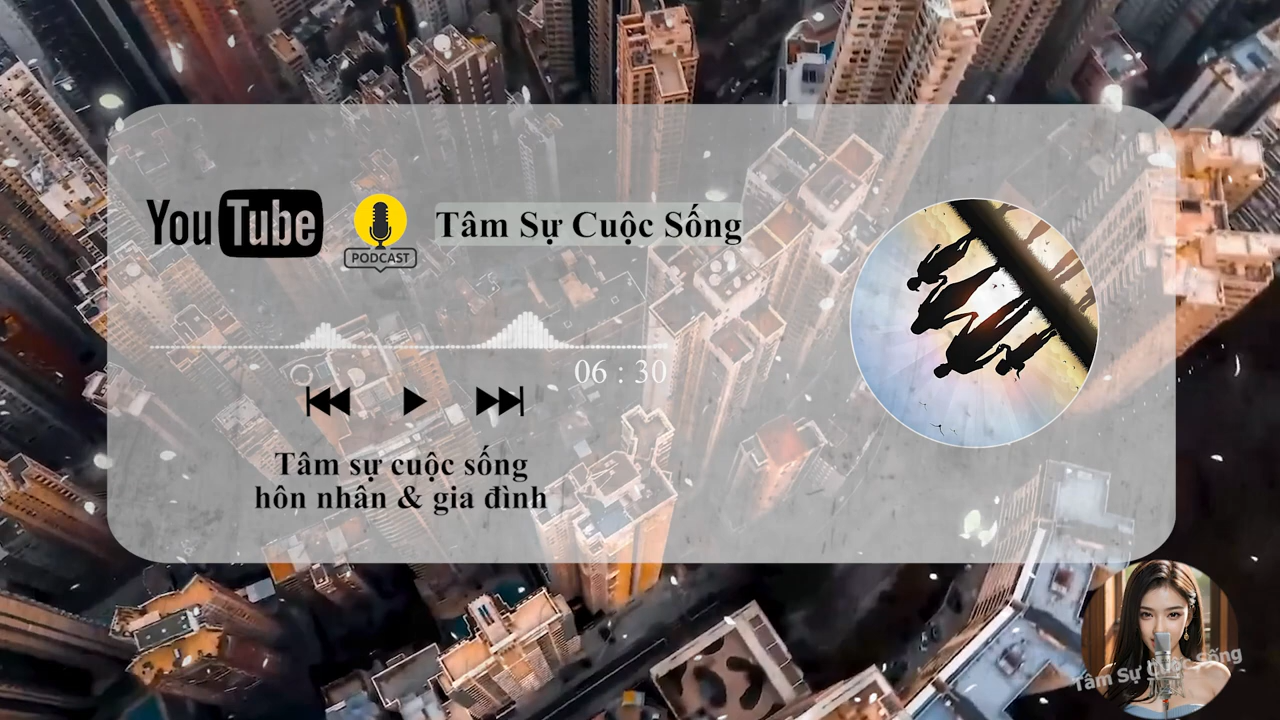 YouTube
PODCAST
Tâm Sự Cuộc Sống
06 : 30
Tâm sự cuộc sống
hôn nhân & gia đình
Tâm Sự Cuộc Sống